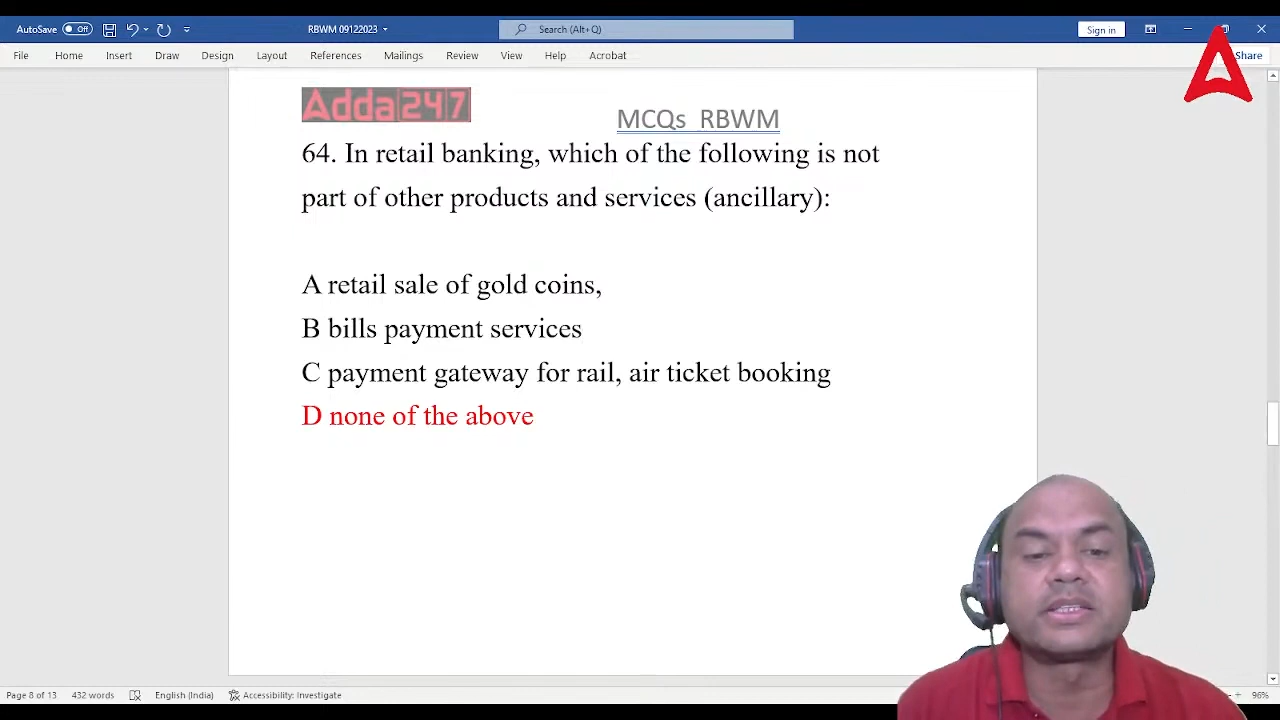 AutoSave Off RBWM 09122023 Search (Alt+Q) Sign in
File Home Insert Draw Design Layout References Mailings Review View Help Acrobat Share
Adda247
MCQs RBWM
64. In retail banking, which of the following is not
part of other products and services (ancillary):
A retail sale of gold coins,
B bills payment services
C payment gateway for rail, air ticket booking
D none of the above
Page 8 of 13 432 words English (India) Accessibility: Investigate 96%